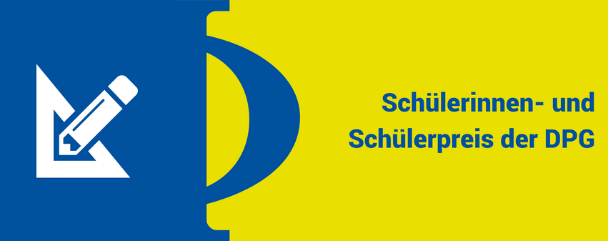 Schülerinnen- und
Schülerpreis der DPG